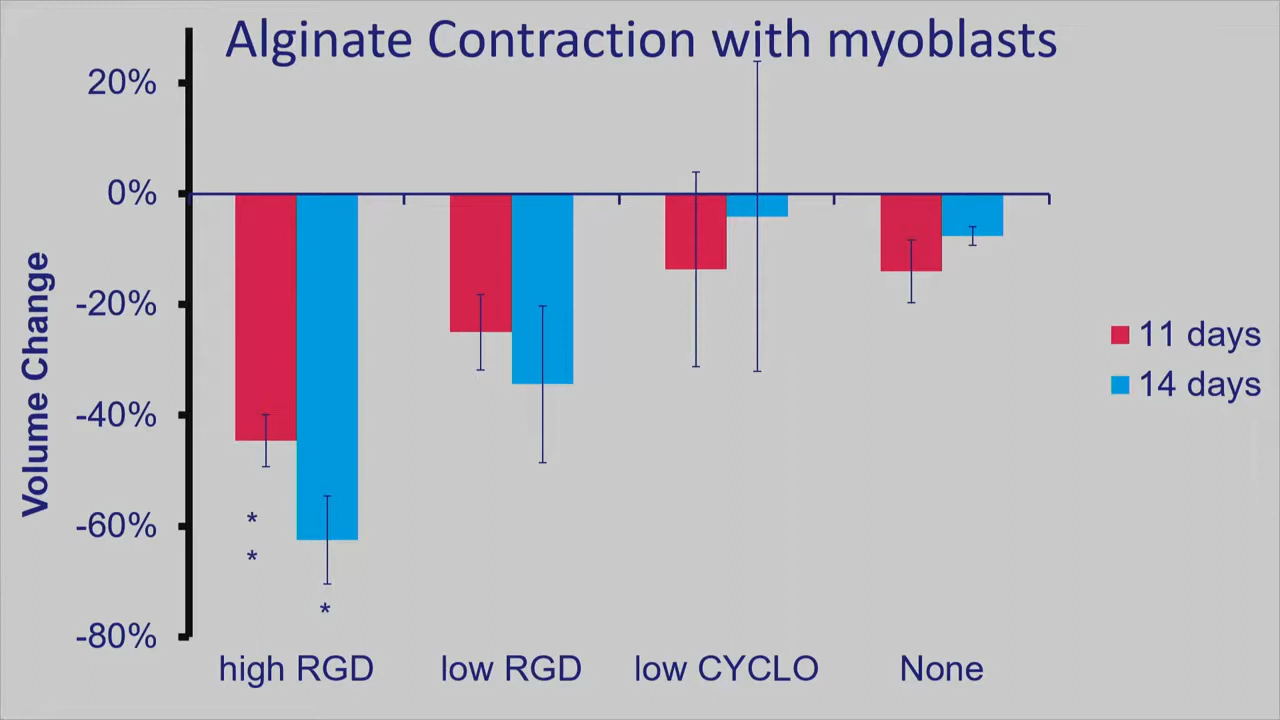 Alginate Contraction with myoblasts
20%
0%
-20%
-40%
-60%
-80%
Volume Change
*
*
*
high RGD low RGD low CYCLO None
11 days
14 days